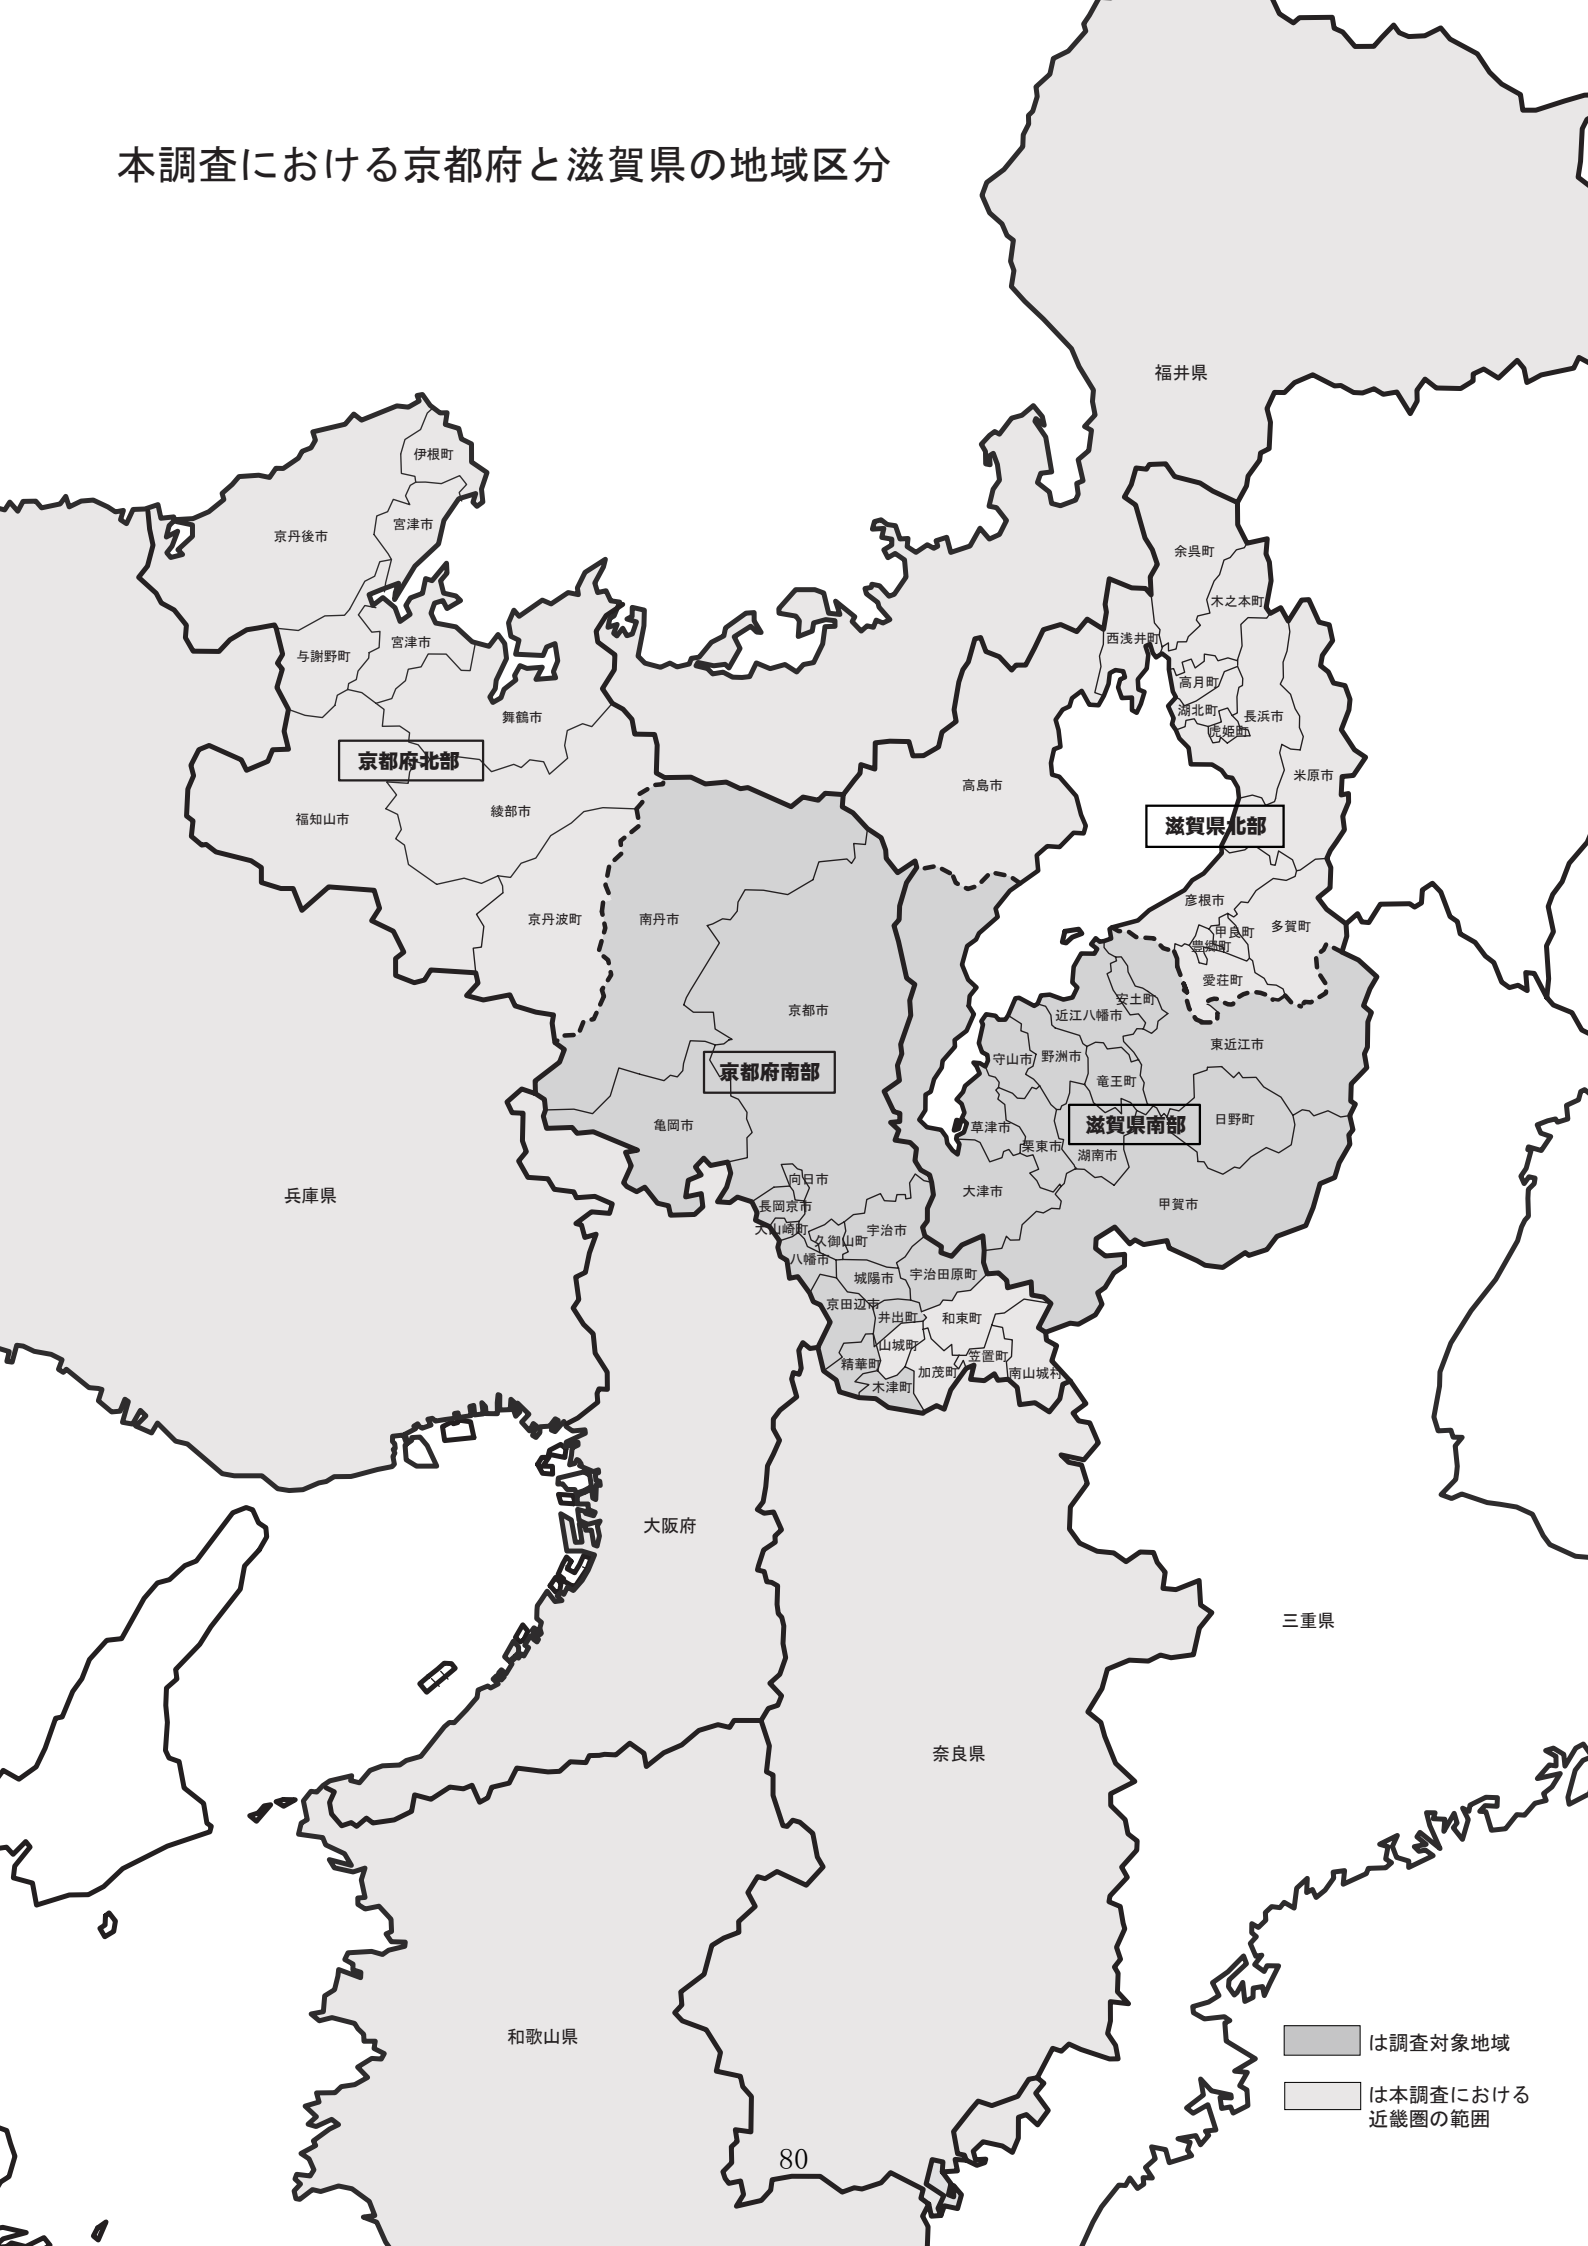 本調査における京都府と滋賀県の地域区分
福井県
伊根町
宮津市
京丹後市
余呉町
木之本町
西浅井町
宮津市
与謝野町
高月町
湖北町
長浜市
虎姫町
舞鶴市
京都府北部
米原市
高島市
綾部市
福知山市
滋賀県北部
彦根市
京丹波町
南丹市
多賀町
甲良町
豊郷町
愛荘町
安土町
京都市
近江八幡市
東近江市
守山市
野洲市
京都府南部
竜王町
亀岡市
草津市
滋賀県南部
日野町
栗東市
湖南市
向日市
兵庫県
大津市
甲賀市
長岡京市
大山崎町
宇治市
久御山町
八幡市
城陽市
宇治田原町
京田辺市
井出町
和束町
山城町
笠置町
精華町
加茂町
南山城村
木津町
大阪府
三重県
奈良県
和歌山県
は調査対象地域
は本調査における
近畿圏の範囲
80